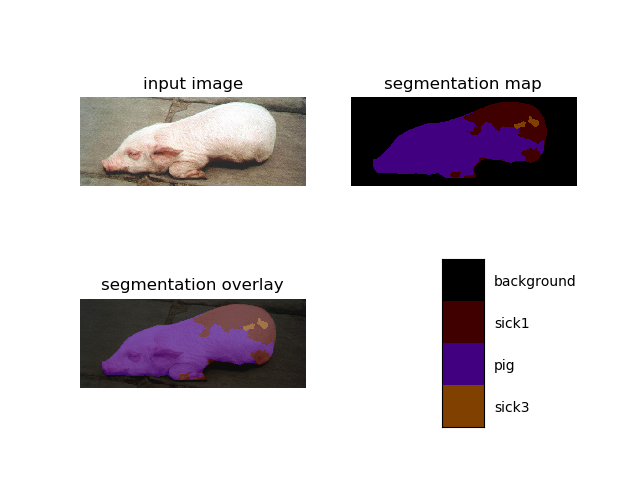 input image
segmentation map
segmentation overlay
background
sick1
pig
sick3